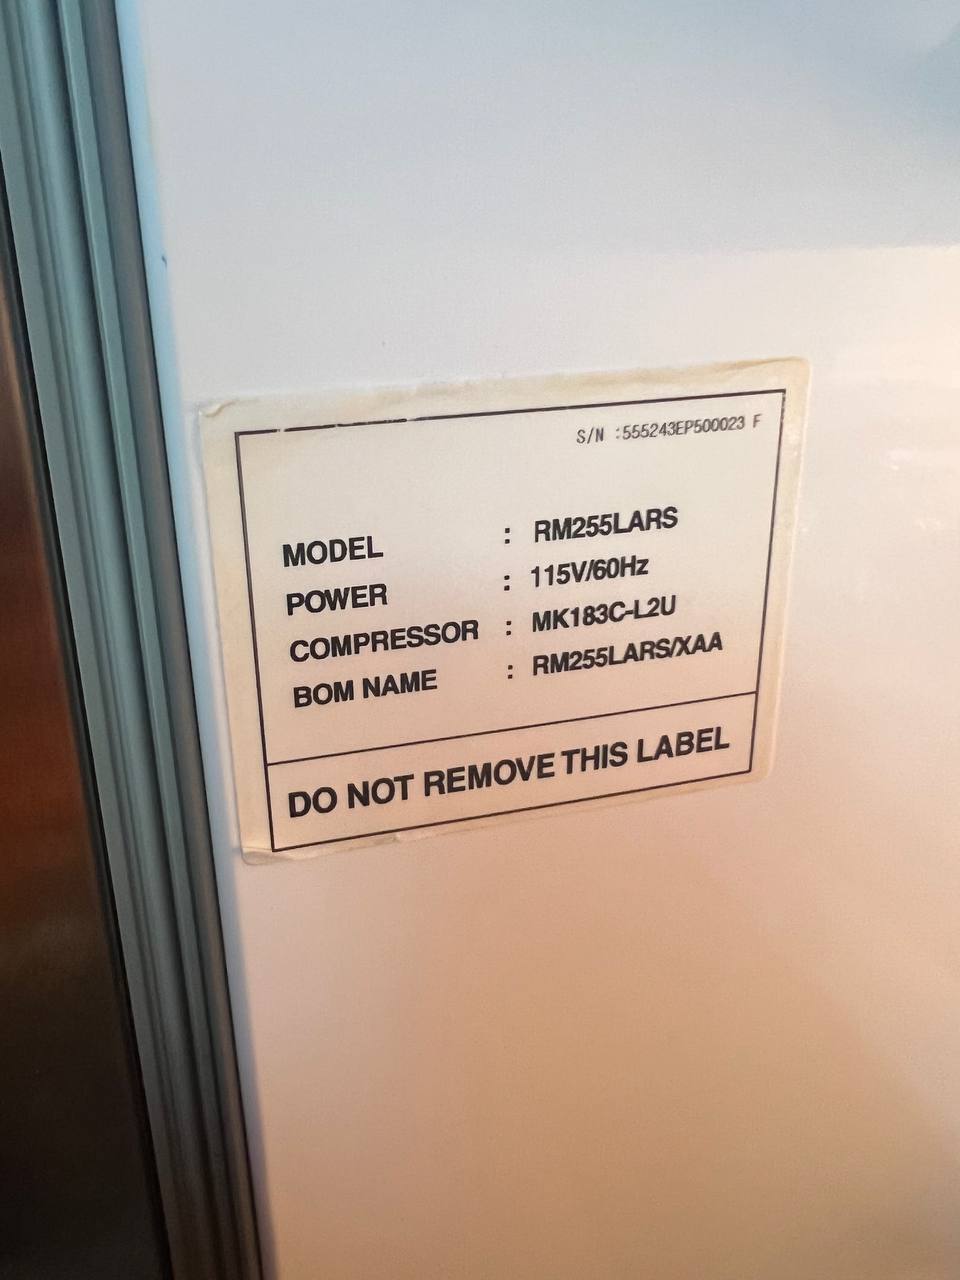 S/N :555243EP500023 F
MODEL : RM255LARS
POWER : 115V/60Hz
COMPRESSOR : MK183C-L2U
BOM NAME : RM255LARS/XAA
DO NOT REMOVE THIS LABEL